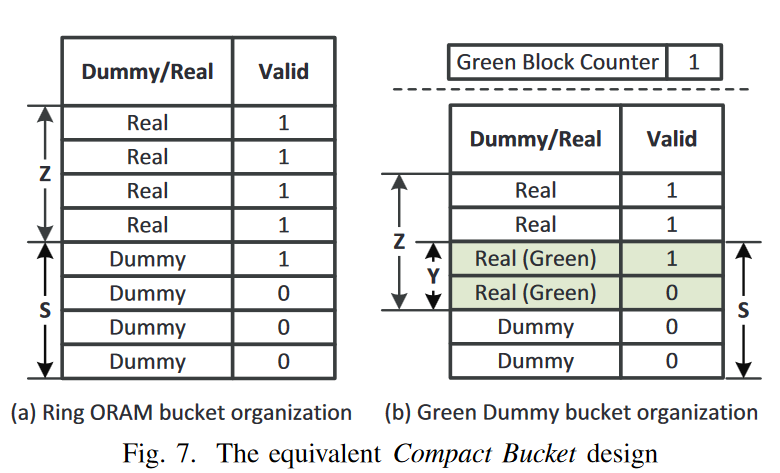 Dummy/Real Valid
Real 1
Real 1
Real 1
Real 1
Dummy 1
Dummy 0
Dummy 0
Dummy 0
Z
S
(a) Ring ORAM bucket organization
Green Block Counter 1
Dummy/Real Valid
Real 1
Real 1
Real (Green) 1
Real (Green) 0
Dummy 0
Dummy 0
Z
Y
S
(b) Green Dummy bucket organization
Fig. 7. The equivalent Compact Bucket design